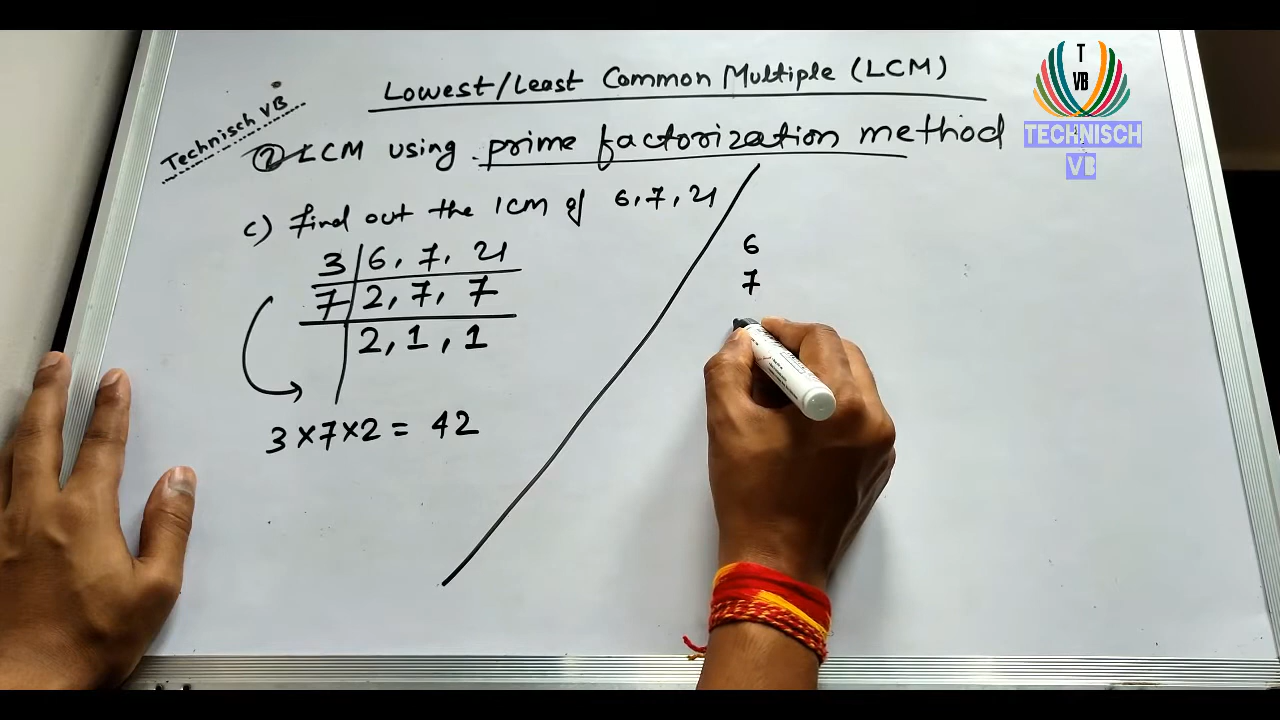 Lowest/Least Common Multiple (LCM)
T
VB
TECHNISCH
VB
Technisch VB
② LCM using prime factorization method
c) Find out the lCM of 6, 7, 21
3 | 6, 7, 21
7 | 2, 7, 7
2, 1, 1
3 × 7 × 2 = 42
6
7